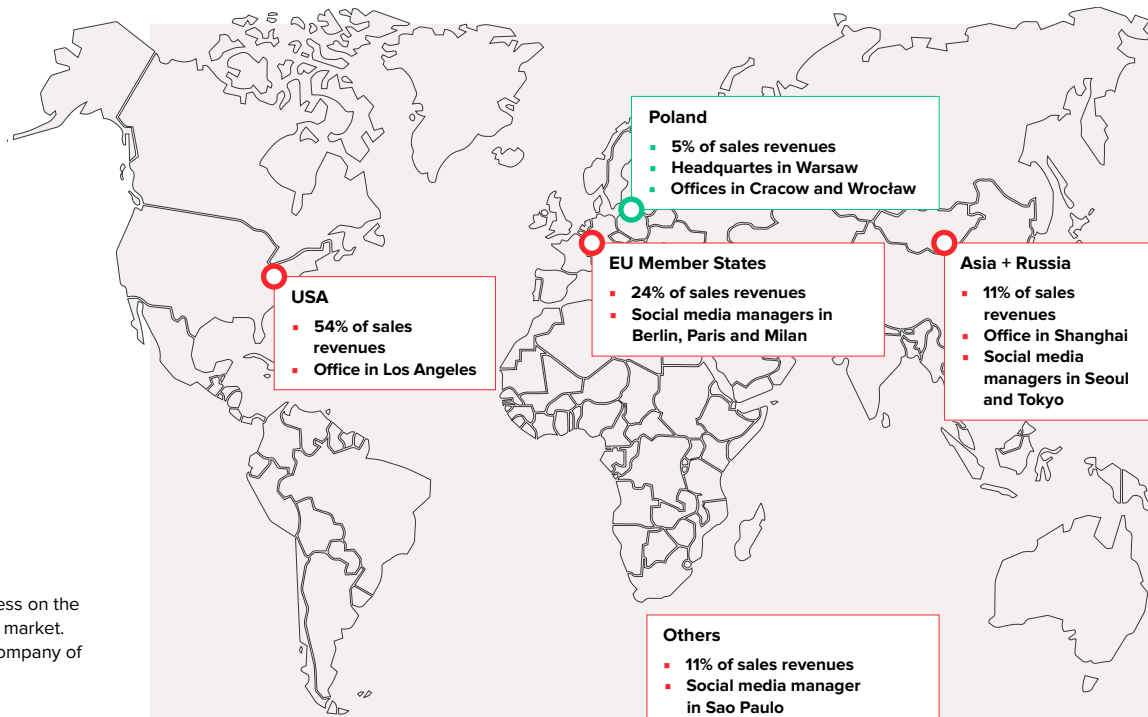 Poland
5% of sales revenues
Headquartes in Warsaw
Offices in Cracow and Wrocław
EU Member States
24% of sales revenues
Social media managers in
Berlin, Paris and Milan
Asia + Russia
11% of sales
revenues
Office in Shanghai
Social media
managers in Seoul
and Tokyo
USA
54% of sales
revenues
Office in Los Angeles
ess on the
market.
ompany of
Others
11% of sales revenues
Social media manager
in Sao Paulo